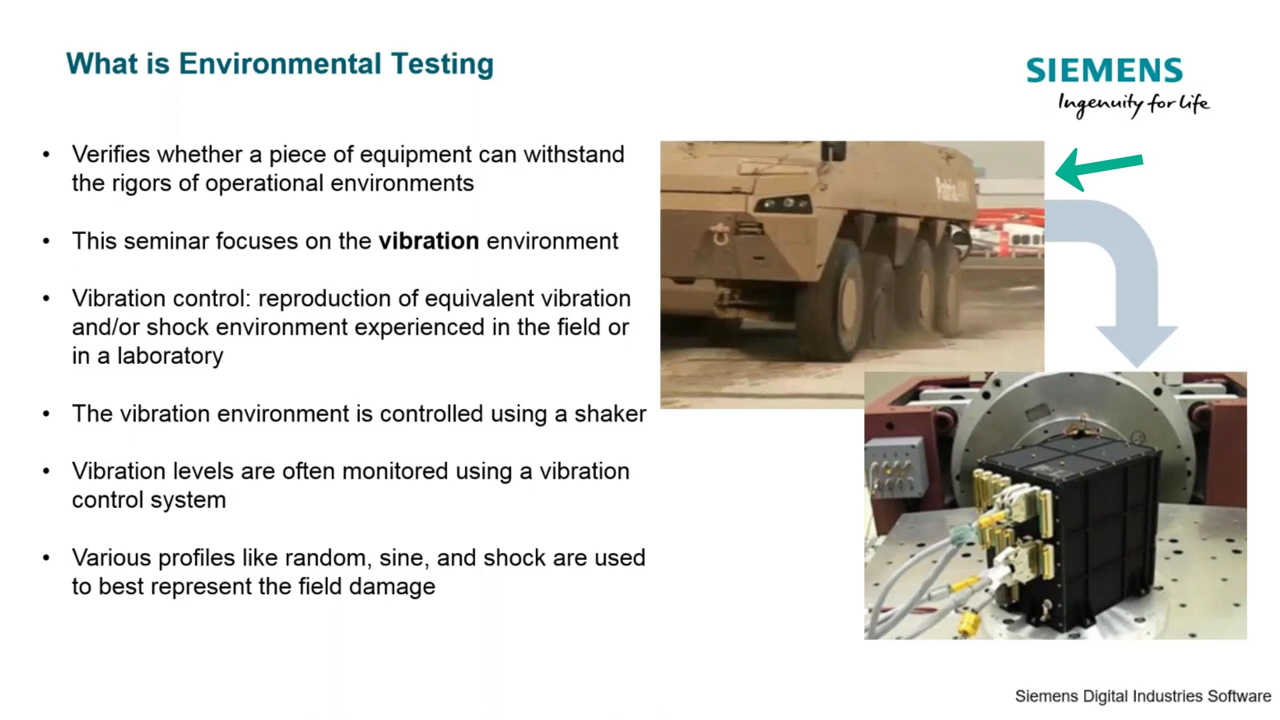 What is Environmental Testing
SIEMENS
Ingenuity for life
• Verifies whether a piece of equipment can withstand
the rigors of operational environments
• This seminar focuses on the vibration environment
• Vibration control: reproduction of equivalent vibration
and/or shock environment experienced in the field or
in a laboratory
• The vibration environment is controlled using a shaker
• Vibration levels are often monitored using a vibration
control system
• Various profiles like random, sine, and shock are used
to best represent the field damage
Siemens Digital Industries Software